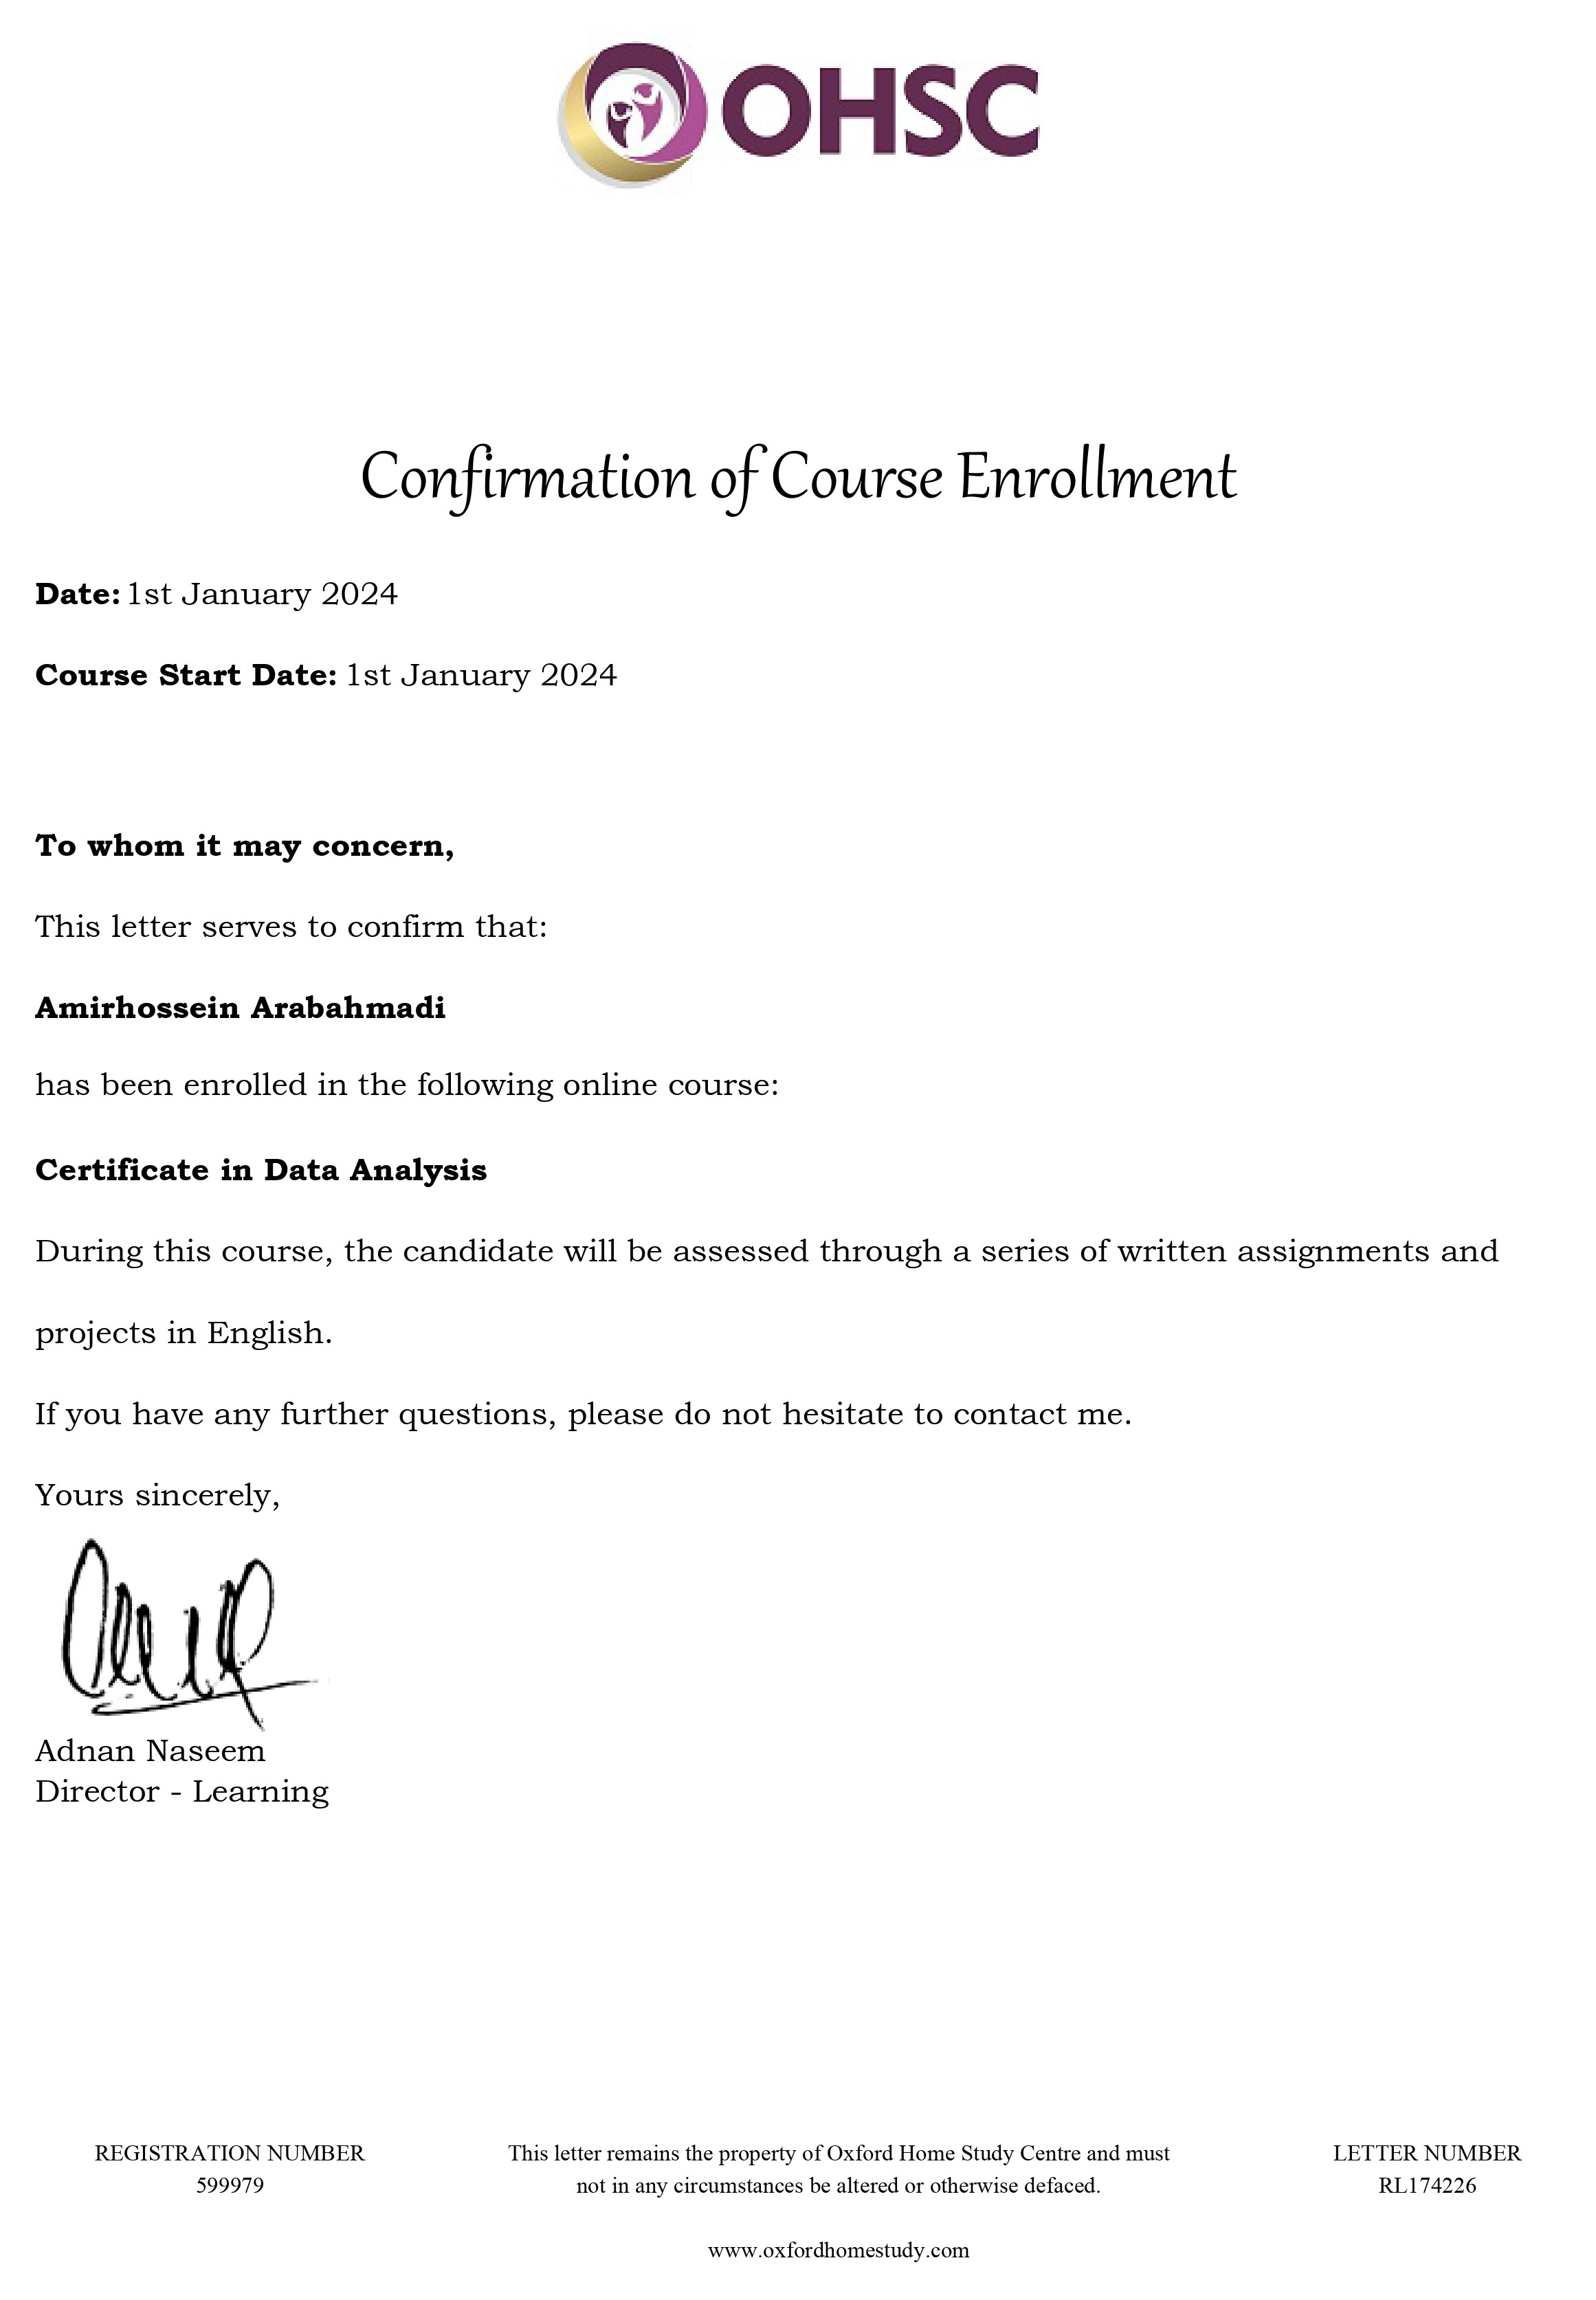 OHSC
Confirmation of Course Enrollment
Date: 1st January 2024
Course Start Date: 1st January 2024
To whom it may concern,
This letter serves to confirm that:
Amirhossein Arabahmadi
has been enrolled in the following online course:
Certificate in Data Analysis
During this course, the candidate will be assessed through a series of written assignments and
projects in English.
If you have any further questions, please do not hesitate to contact me.
Yours sincerely,
Adnan Naseem
Director - Learning
REGISTRATION NUMBER
599979
This letter remains the property of Oxford Home Study Centre and must
not in any circumstances be altered or otherwise defaced.
www.oxfordhomestudy.com
LETTER NUMBER
RL174226